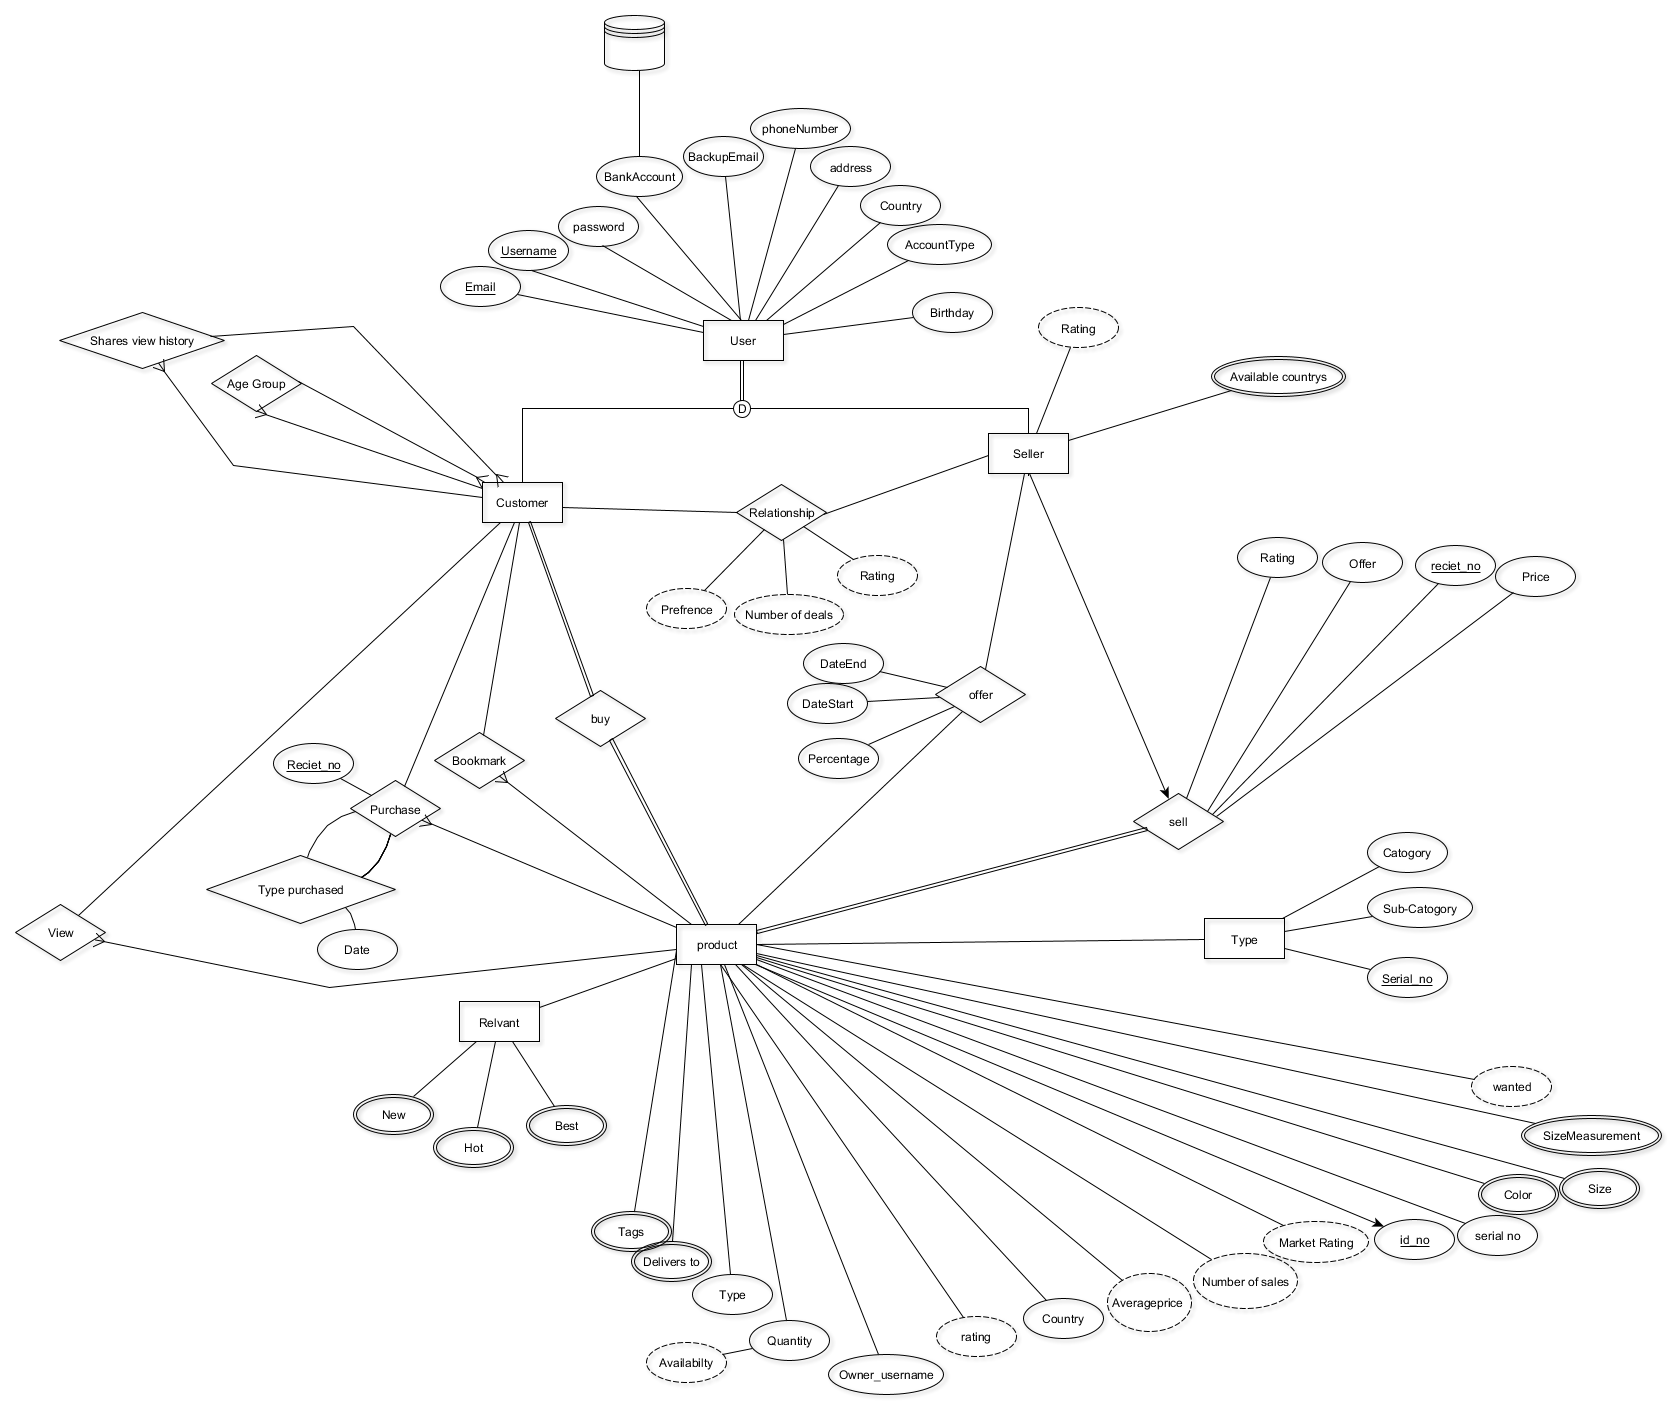 phoneNumber
BackupEmail
address
BankAccount
Country
password
AccountType
Username
Email
Birthday
User
Rating
Shares view history
Available countrys
Age Group
D
Seller
Customer
Relationship
Rating
Offer
reciet_no
Price
Rating
Prefrence
Number of deals
DateEnd
offer
DateStart
buy
Percentage
Bookmark
Reciet_no
Purchase
sell
Catogory
Type purchased
Sub-Catogory
View
product
Type
Date
Serial_no
Relvant
wanted
New
Best
Hot
SizeMeasurement
Size
Color
Tags
serial no
id_no
Market Rating
Delivers to
Number of sales
Type
Averageprice
Country
rating
Quantity
Availabilty
Owner_username